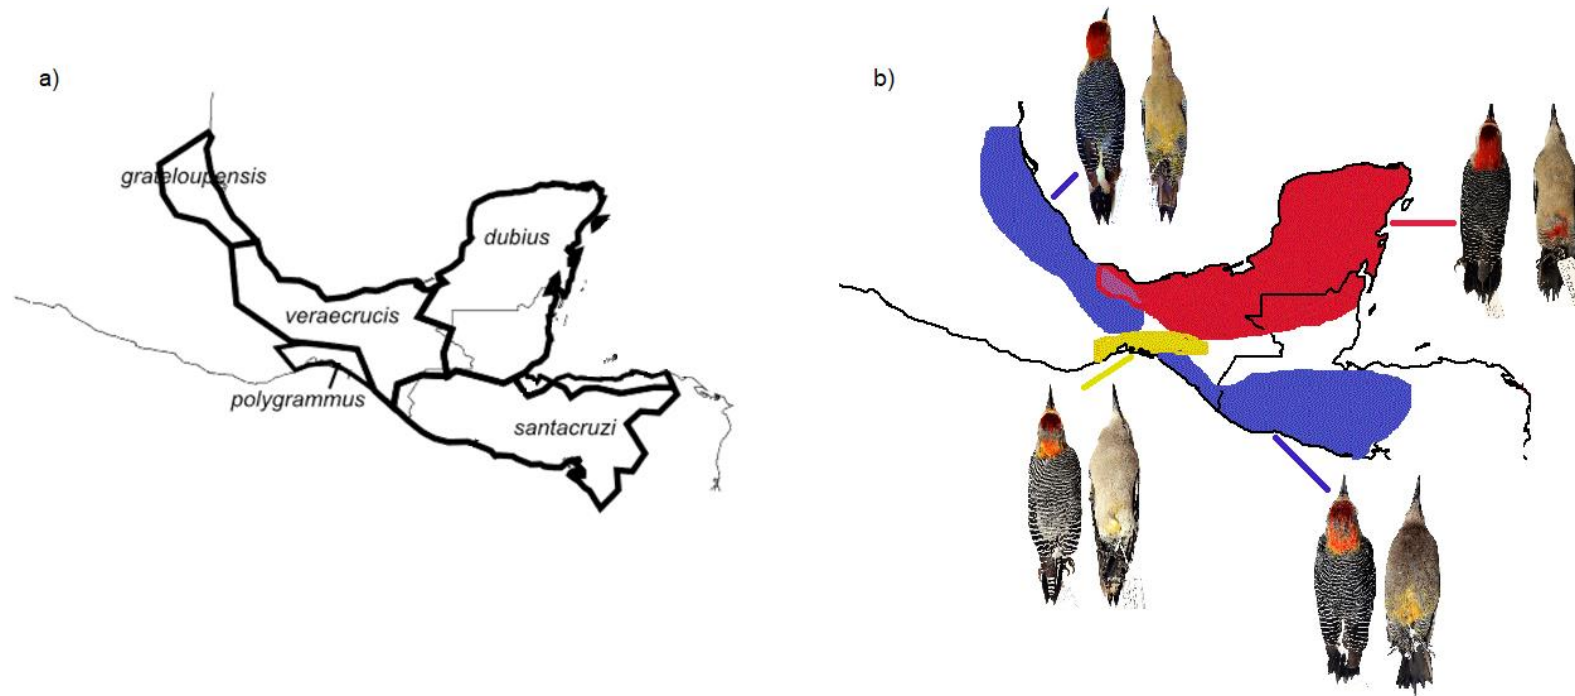 a)
b)
grateloupensis
dubius
veraecrucis
polygrammus
santacruzi